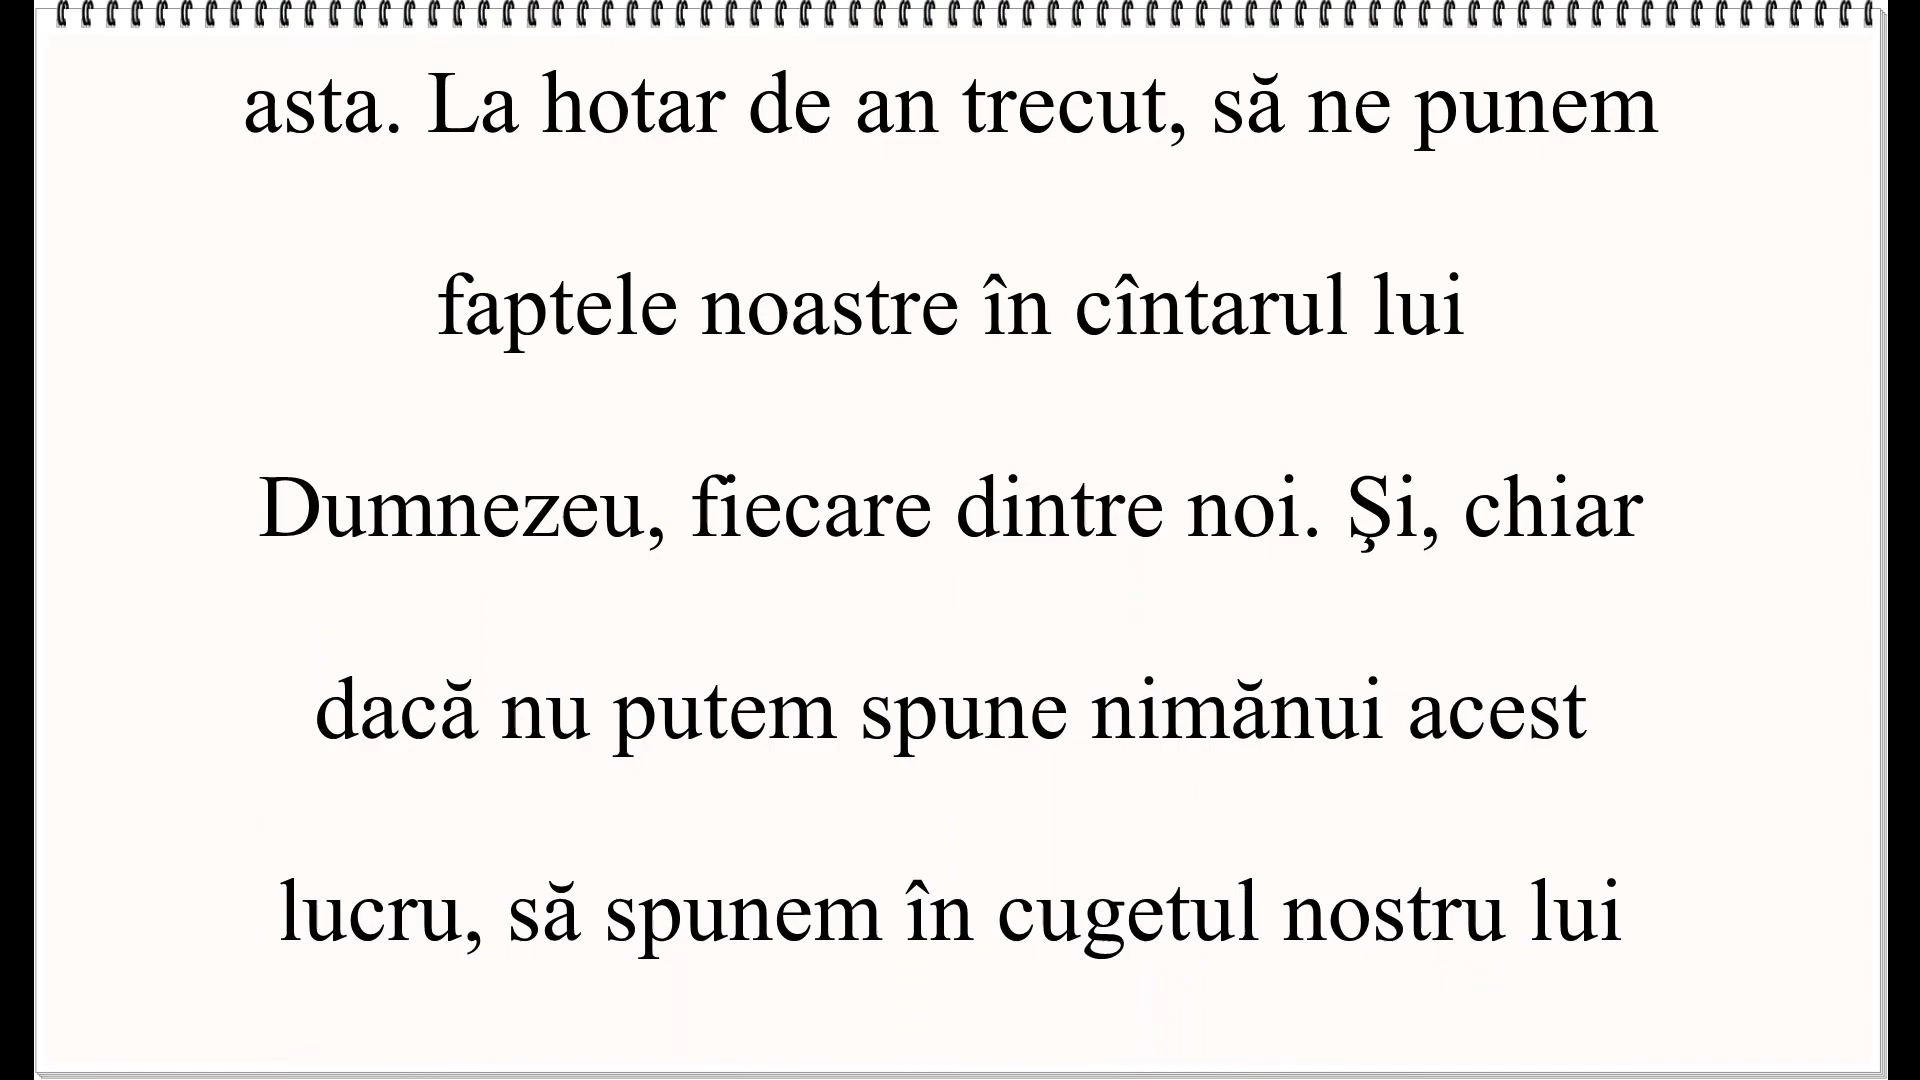 asta. La hotar de an trecut, să ne punem
faptele noastre în cîntarul lui
Dumnezeu, fiecare dintre noi. Şi, chiar
dacă nu putem spune nimănui acest
lucru, să spunem în cugetul nostru lui